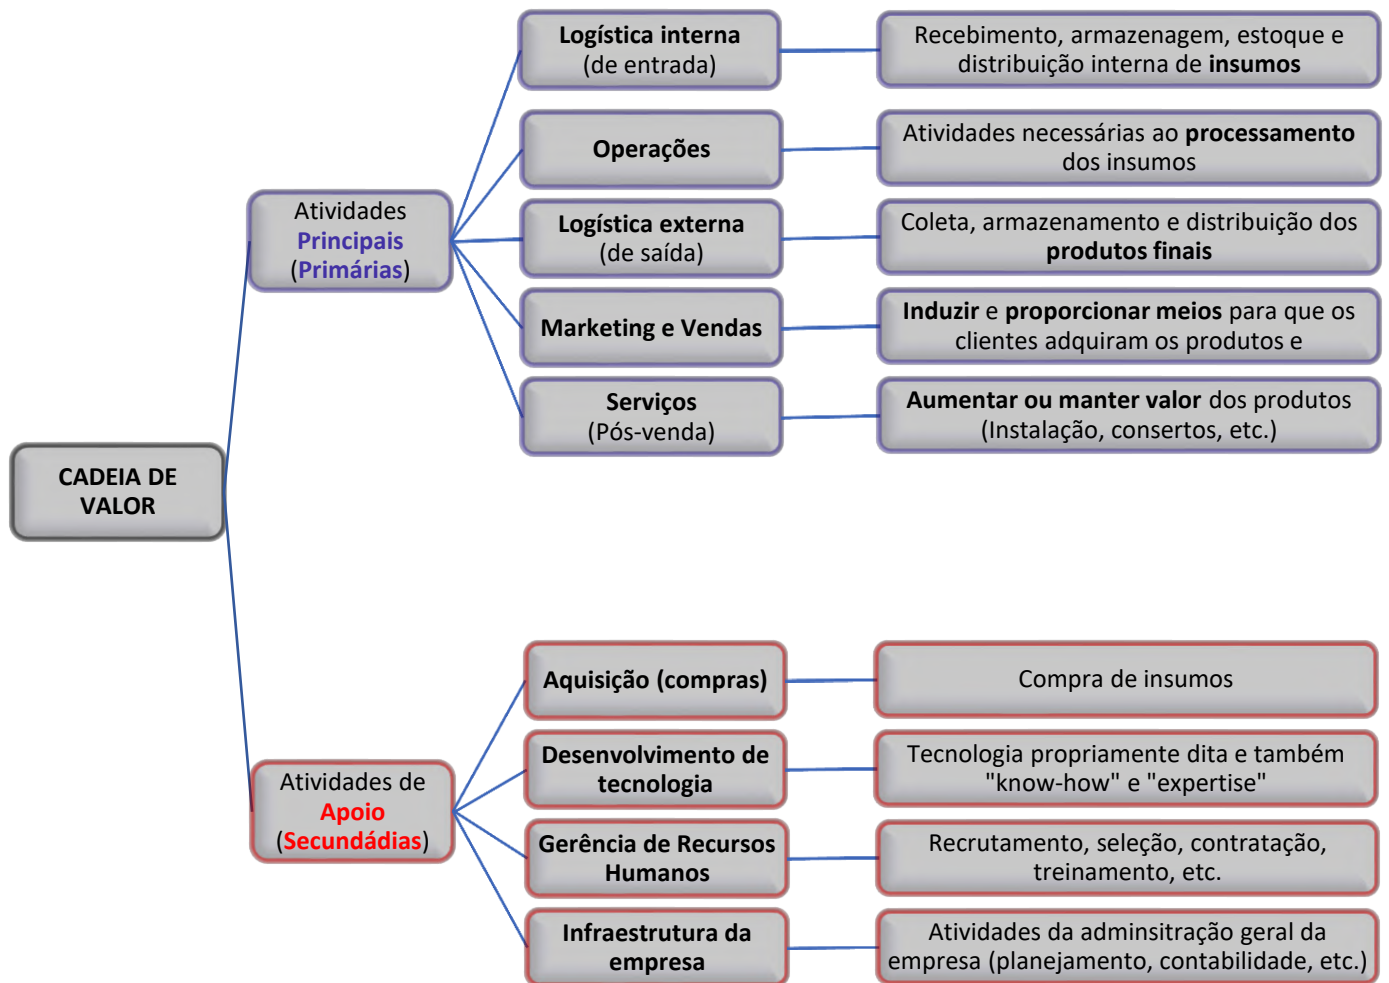 CADEIA DE
VALOR
Atividades
Principais
(Primárias)
Logística interna
(de entrada)
Recebimento, armazenagem, estoque e
distribuição interna de insumos
Operações
Atividades necessárias ao processamento
dos insumos
Logística externa
(de saída)
Coleta, armazenamento e distribuição dos
produtos finais
Marketing e Vendas
Induzir e proporcionar meios para que os
clientes adquiram os produtos e
Serviços
(Pós-venda)
Aumentar ou manter valor dos produtos
(Instalação, consertos, etc.)
Atividades de
Apoio
(Secundádias)
Aquisição (compras)
Compra de insumos
Desenvolvimento de
tecnologia
Tecnologia propriamente dita e também
"know-how" e "expertise"
Gerência de Recursos
Humanos
Recrutamento, seleção, contratação,
treinamento, etc.
Infraestrutura da
empresa
Atividades da adminsitração geral da
empresa (planejamento, contabilidade, etc.)